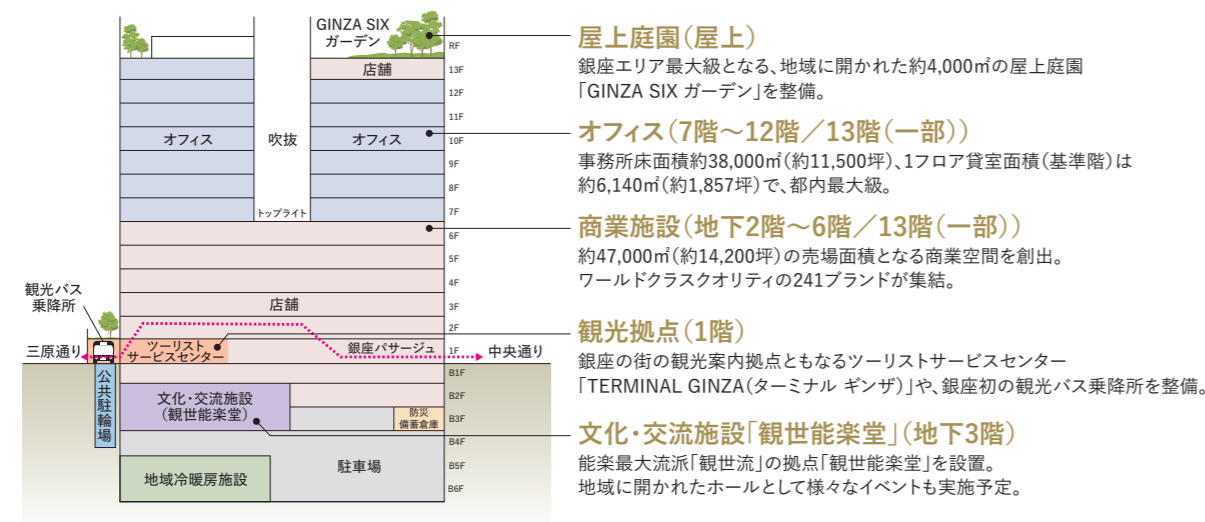 GINZA SIX
ガーデン
RF
店舗
13F
12F
11F
オフィス
吹抜
オフィス
10F
9F
8F
トップライト
7F
6F
5F
4F
観光バス
乗降所
店舗
3F
2F
三原通り
ツーリスト
サービスセンター
銀座パサージュ
1F
中央通り
公共駐輪場
B1F
文化・交流施設
(観世能楽堂)
B2F
防災
備蓄倉庫
B3F
B4F
地域冷暖房施設
駐車場
B5F
B6F
屋上庭園(屋上)
銀座エリア最大級となる、地域に開かれた約4,000㎡の屋上庭園
「GINZA SIX ガーデン」を整備。
オフィス(7階〜12階／13階(一部))
事務所床面積約38,000㎡(約11,500坪)、1フロア貸室面積(基準階)は
約6,140㎡(約1,857坪)で、都内最大級。
商業施設(地下2階〜6階／13階(一部))
約47,000㎡(約14,200坪)の売場面積となる商業空間を創出。
ワールドクラスクオリティの241ブランドが集結。
観光拠点(1階)
銀座の街の観光案内拠点ともなるツーリストサービスセンター
「TERMINAL GINZA(ターミナル ギンザ)」や、銀座初の観光バス乗降所を整備。
文化・交流施設「観世能楽堂」(地下3階)
能楽最大流派「観世流」の拠点「観世能楽堂」を設置。
地域に開かれたホールとして様々なイベントも実施予定。